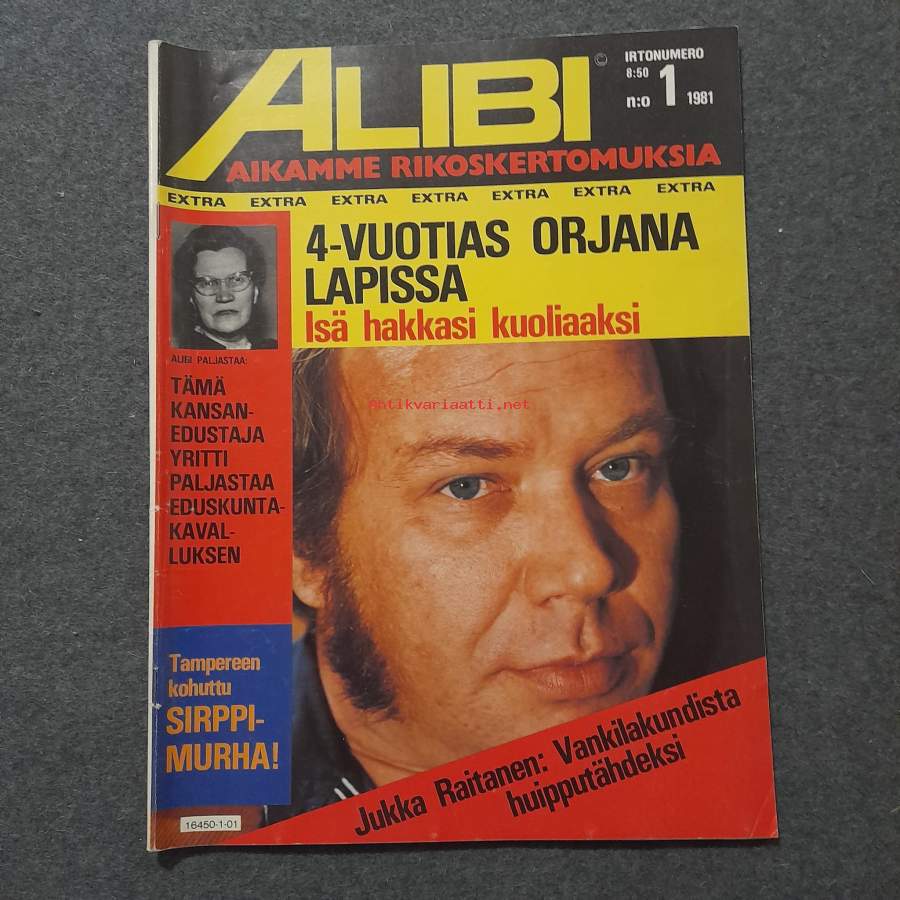 ALIBI
©
IRTONUMERO
8:50
n:o 1 1981
AIKAMME RIKOSKERTOMUKSIA
EXTRA EXTRA EXTRA EXTRA EXTRA EXTRA EXTRA
4-VUOTIAS ORJANA
LAPISSA
Isä hakkasi kuoliaaksi
ALIBI PALJASTAA:
TÄMÄ
KANSAN-
EDUSTAJA
YRITTI
PALJASTAA
EDUSKUNTA-
KAVAL-
LUKSEN
Antikvariaatti.net
Tampereen
kohuttu
SIRPPI-
MURHA!
Jukka Raitanen: Vankilakundista
huipputähdeksi
16450-1-01